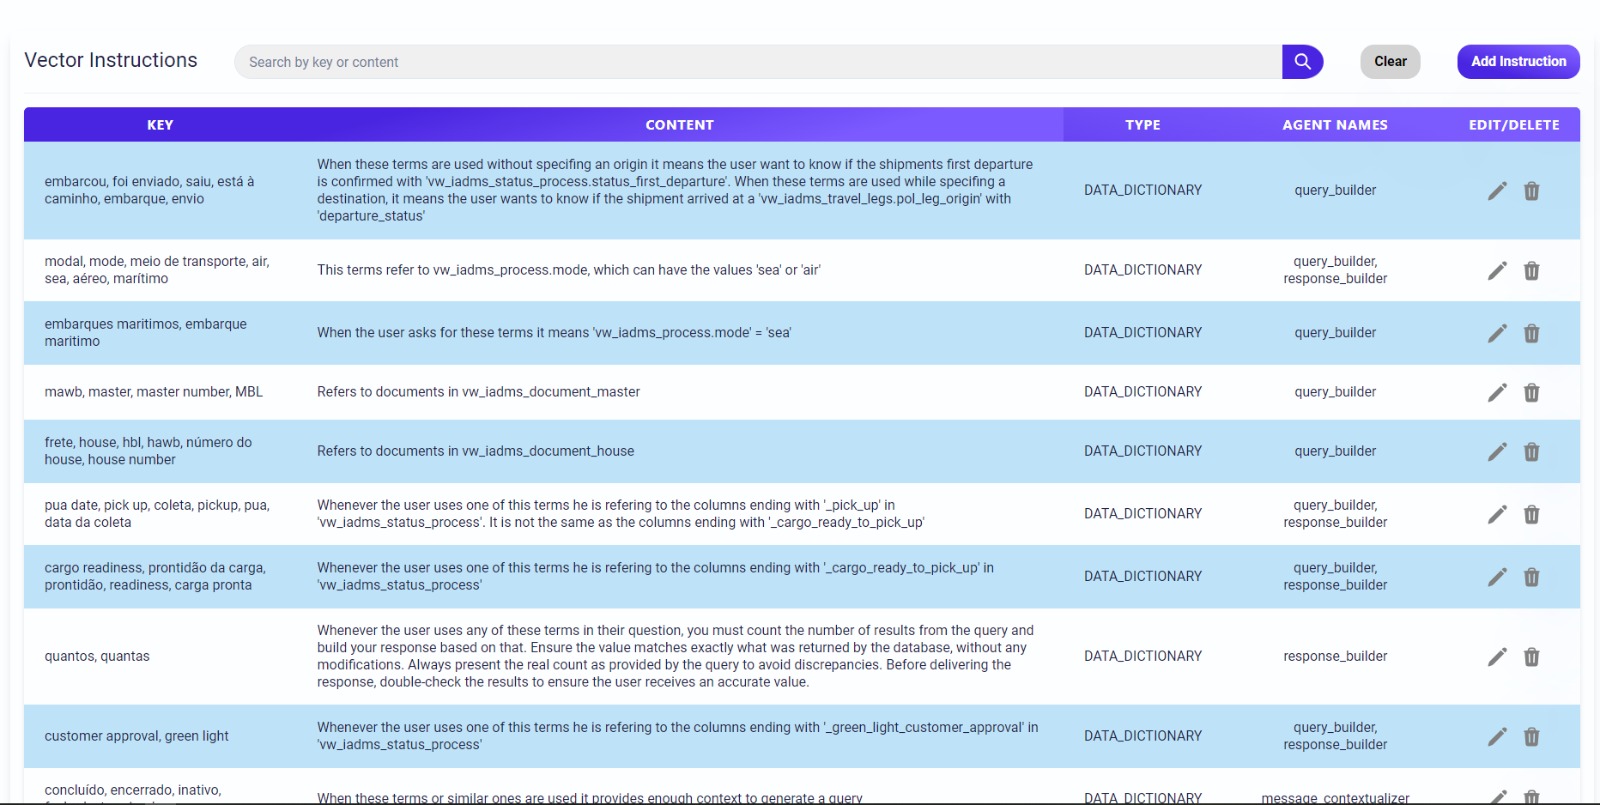 Vector Instructions
Search by key or content
Clear
Add Instruction
KEY CONTENT TYPE AGENT NAMES EDIT/DELETE
embarcou, foi enviado, saiu, está à
caminho, embarque, envio
When these terms are used without specifing an origin it means the user want to know if the shipments first departure
is confirmed with 'vw_iadms_status_process.status_first_departure'. When these terms are used while specifing a
destination, it means the user wants to know if the shipment arrived at a 'vw_iadms_travel_legs.pol_leg_origin' with
'departure_status'
DATA_DICTIONARY
query_builder
modal, mode, meio de transporte, air,
sea, aéreo, marítimo
This terms refer to vw_iadms_process.mode, which can have the values 'sea' or 'air'
DATA_DICTIONARY
query_builder,
response_builder
embarques maritimos, embarque
maritimo
When the user asks for these terms it means 'vw_iadms_process.mode' = 'sea'
DATA_DICTIONARY
query_builder
mawb, master, master number, MBL
Refers to documents in vw_iadms_document_master
DATA_DICTIONARY
query_builder
frete, house, hbl, hawb, número do
house, house number
Refers to documents in vw_iadms_document_house
DATA_DICTIONARY
query_builder
pua date, pick up, coleta, pickup, pua,
data da coleta
Whenever the user uses one of this terms he is refering to the columns ending with '_pick_up' in
'vw_iadms_status_process'. It is not the same as the columns ending with '_cargo_ready_to_pick_up'
DATA_DICTIONARY
query_builder,
response_builder
cargo readiness, prontidão da carga,
prontidão, readiness, carga pronta
Whenever the user uses one of this terms he is refering to the columns ending with '_cargo_ready_to_pick_up' in
'vw_iadms_status_process'
DATA_DICTIONARY
query_builder,
response_builder
quantos, quantas
Whenever the user uses any of these terms in their question, you must count the number of results from the query and
build your response based on that. Ensure the value matches exactly what was returned by the database, without any
modifications. Always present the real count as provided by the query to avoid discrepancies. Before delivering the
response, double-check the results to ensure the user receives an accurate value.
DATA_DICTIONARY
response_builder
customer approval, green light
Whenever the user uses one of this terms he is refering to the columns ending with '_green_light_customer_approval' in
'vw_iadms_status_process'
DATA_DICTIONARY
query_builder,
response_builder
concluído, encerrado, inativo,
When these terms or similar ones are used it provides enough context to generate a query
DATA_DICTIONARY
message_contextualizer